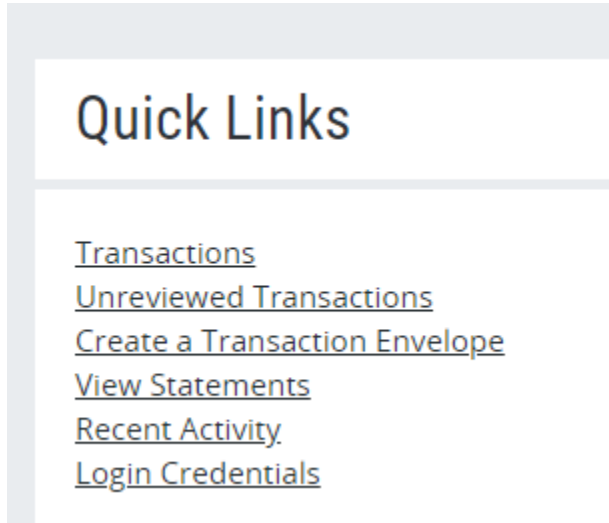 Quick Links
Transactions
Unreviewed Transactions
Create a Transaction Envelope
View Statements
Recent Activity
Login Credentials